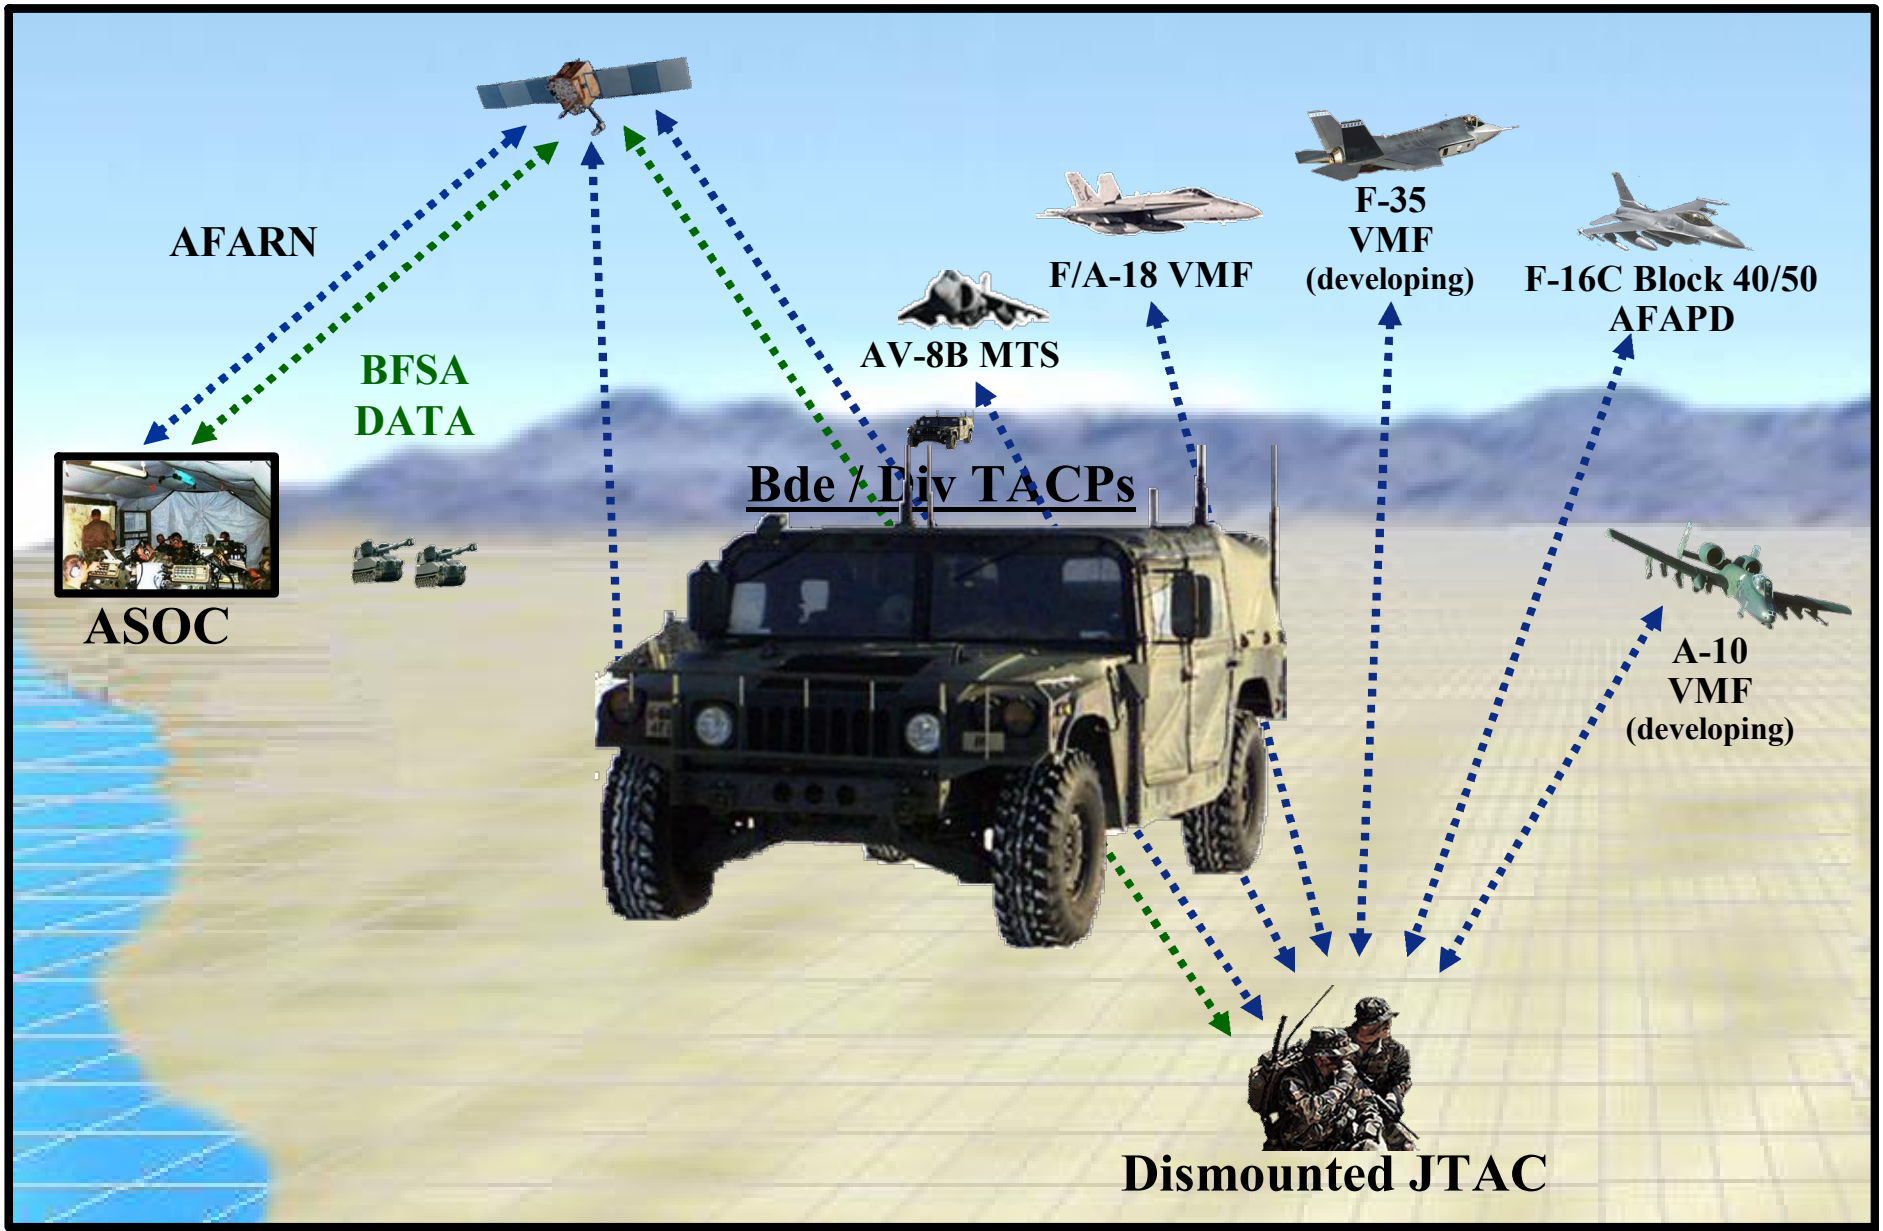 F-35
VMF
(developing)
AFARN
F/A-18 VMF
F-16C Block 40/50
AFAPD
AV-8B MTS
BFSA
DATA
Bde / Div TACPs
ASOC
A-10
VMF
(developing)
Dismounted JTAC